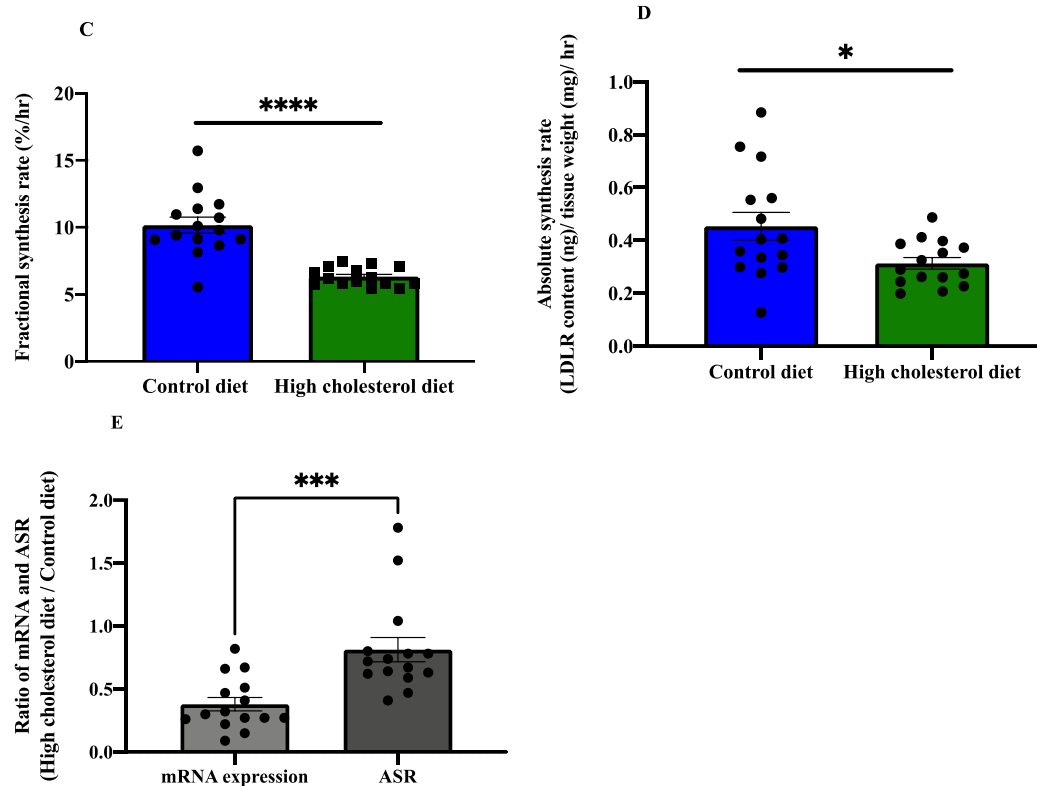 C
Fractional synthesis rate (%/hr)
20
15
10
5
0
****
Control diet
High cholesterol diet
D
Absolute synthesis rate
(LDLR content (ng)/ tissue weight (mg)/ hr)
1.0
0.8
0.6
0.4
0.2
0.0
*
Control diet
High cholesterol diet
E
Ratio of mRNA and ASR
(High cholesterol diet / Control diet)
2.0
1.5
1.0
0.5
0.0
***
mRNA expression
ASR